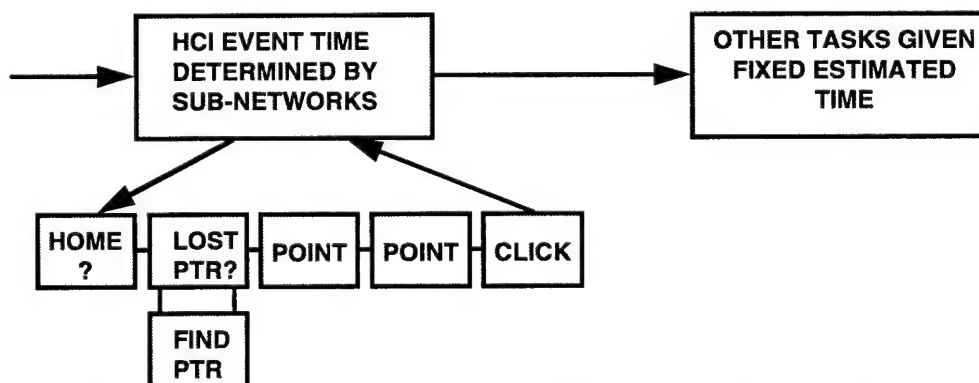 HCI EVENT TIME
DETERMINED BY
SUB-NETWORKS
OTHER TASKS GIVEN
FIXED ESTIMATED
TIME
HOME
?
LOST
PTR?
POINT
POINT
CLICK
FIND
PTR